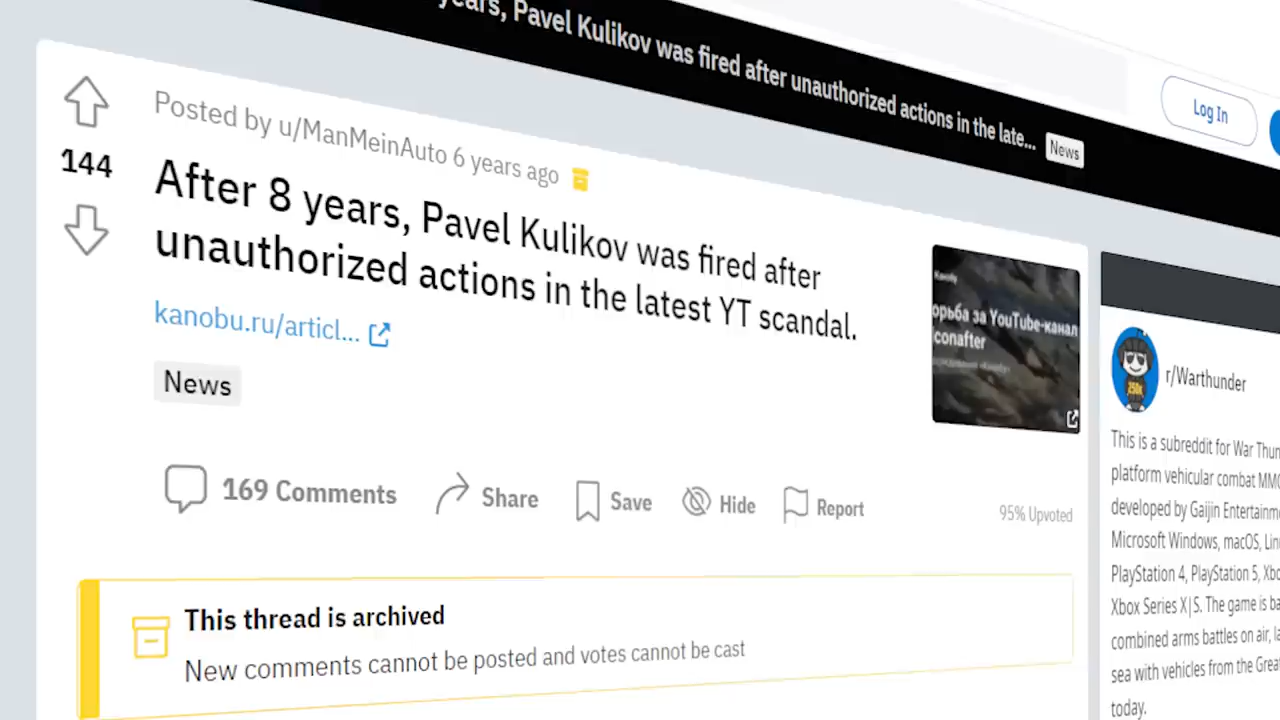 years, Pavel Kulikov was fired after unauthorized actions in the late...
News
Log In
Posted by u/ManMeinAuto 6 years ago
144
After 8 years, Pavel Kulikov was fired after
unauthorized actions in the latest YT scandal.
kanobu.ru/articl...
News
Канобу
орьба за YouTube-канал
conafter
169 Comments
Share
Save
Hide
Report
95% Upvoted
This thread is archived
New comments cannot be posted and votes cannot be cast
r/Warthunder
This is a subreddit for War Thun
platform vehicular combat MMO
developed by Gaijin Entertainme
Microsoft Windows, macOS, Lin
PlayStation 4, PlayStation 5, Xbo
Xbox Series X|S. The game is ba
combined arms battles on air, la
sea with vehicles from the Grea
today.